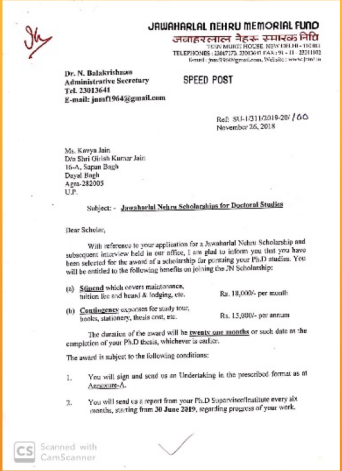 JAWAHARLAL NEHRU MEMORIAL FUND
जवाहरलाल नेहरू स्मारक निधि
TEEN MURTI HOUSE, NEW DELHI - 110 011
Dr. N. Balakrishnan
Administrative Secretary
Tel. 23013641
E-mail: jnmf1964@gmail.com
SPEED POST
Ref: SU-1/311/2019-20/
November 26, 2018
Ms. Kavya Jain
D/o Shri Girish Kumar Jain
16-A, Sapan Bagh
Dayal Bagh
Agra-282005
U.P.
Subject: - Jawaharlal Nehru Scholarships for Doctoral Studies
Dear Scholar,
With reference to your application for a Jawaharlal Nehru Scholarship and
subsequent interview held in our office, I am glad to inform you that you have
been selected for the award of a scholarship for pursuing your Ph.D studies. You
will be entitled to the following benefits on joining the JN Scholarship:
(a) Stipend which covers maintenance,
tuition fee and board & lodging, etc. Rs. 18,000/- per month
(b) Contingency expenses for study tour,
books, stationery, thesis cost, etc. Rs. 15,000/- per annum
The duration of the award will be twenty one months or such date as the
completion of your Ph.D thesis, whichever is earlier.
The award is subject to the following conditions:
1. You will sign and send us an Undertaking in the prescribed format as at
Annexure-A.
2. You will send us a report from your Ph.D Supervisor/Institute every six
months, starting from 30 June 2019, regarding progress of your work.
CS Scanned with
CamScanner